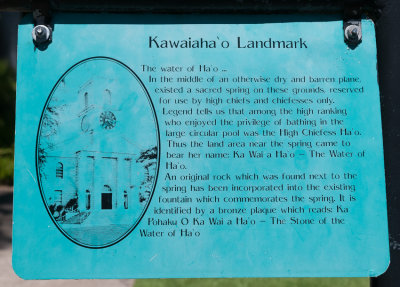 Kawaiaha`o Landmark
The water of Ha`o ...
In the middle of an otherwise dry and barren plane,
existed a sacred spring on these grounds, reserved
for use by high chiefs and chiefesses only.
Legend tells us that among the high ranking
who enjoyed the privilege of bathing in the
large circular pool was the High Chiefess Ha`o.
Thus the land area near the spring came to
bear her name: Ka Wai a Ha`o – The Water of
Ha`o.
An original rock which was found next to the
spring has been incorporated into the existing
fountain which commemorates the spring. It is
identified by a bronze plaque which reads: Ka
Pohaku O Ka Wai a Ha`o – The Stone of the
Water of Ha`o